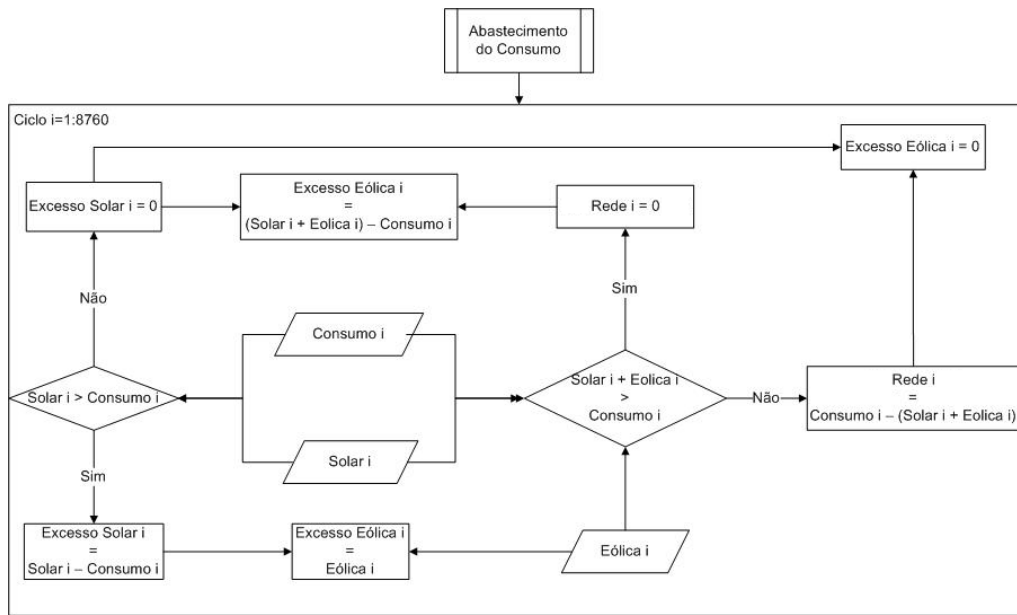 Abastecimento
do Consumo
Ciclo i=1:8760
Excesso Eólica i = 0
Excesso Solar i = 0
Excesso Eólica i
=
(Solar i + Eolica i) – Consumo i
Rede i = 0
Não
Sim
Consumo i
Solar i > Consumo i
Solar i + Eolica i
>
Consumo i
Não
Rede i
=
Consumo i – (Solar i + Eolica i)
Solar i
Sim
Excesso Solar i
=
Solar i – Consumo i
Excesso Eólica i
=
Eólica i
Eólica i